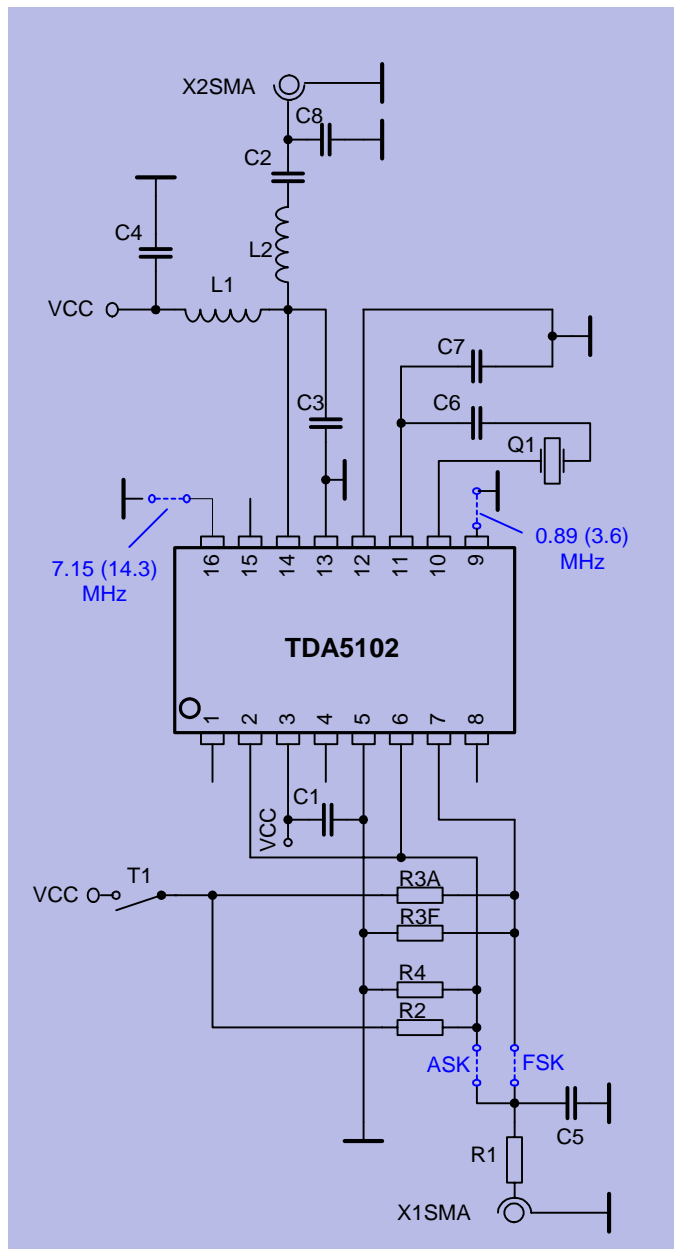 X2SMA
C8
C2
L2
C4
L1
VCC
C7
C3
C6
Q1
7.15 (14.3)
MHz
0.89 (3.6)
MHz
16 15 14 13 12 11 10 9
TDA5102
1 2 3 4 5 6 7 8
C1
VCC
T1
VCC
R3A
R3F
R4
R2
ASK FSK
C5
R1
X1SMA